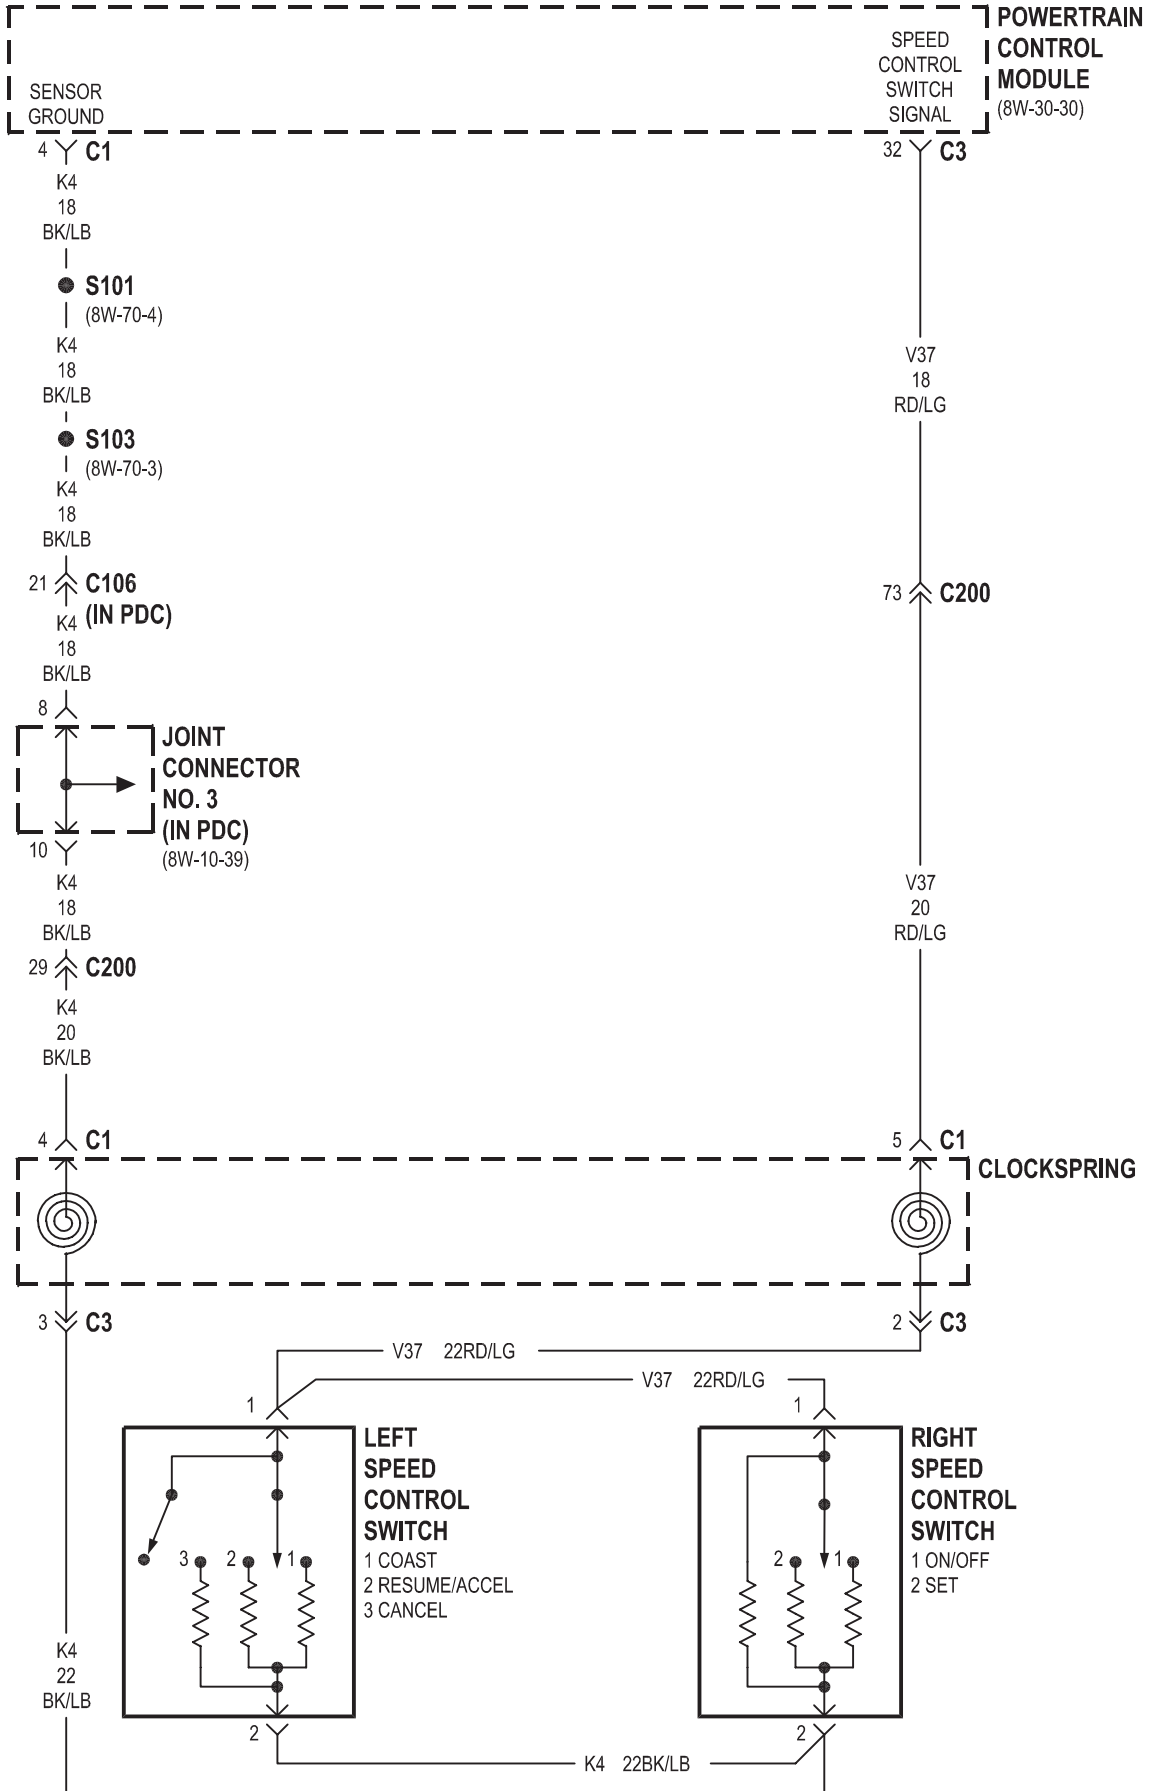 POWERTRAIN
CONTROL
MODULE
(8W-30-30)
SPEED
CONTROL
SWITCH
SIGNAL
SENSOR
GROUND
4 C1
32 C3
K4
18
BK/LB
S101
(8W-70-4)
K4
18
BK/LB
V37
18
RD/LG
S103
(8W-70-3)
K4
18
BK/LB
21 C106
(IN PDC)
73 C200
K4
18
BK/LB
8
JOINT
CONNECTOR
NO. 3
(IN PDC)
(8W-10-39)
10
K4
18
BK/LB
V37
20
RD/LG
29 C200
K4
20
BK/LB
4 C1
5 C1
CLOCKSPRING
3 C3
2 C3
V37 22RD/LG
V37 22RD/LG
1
1
LEFT
SPEED
CONTROL
SWITCH
1 COAST
2 RESUME/ACCEL
3 CANCEL
3 2 1
RIGHT
SPEED
CONTROL
SWITCH
1 ON/OFF
2 SET
2 1
K4
22
BK/LB
2
2
K4 22BK/LB